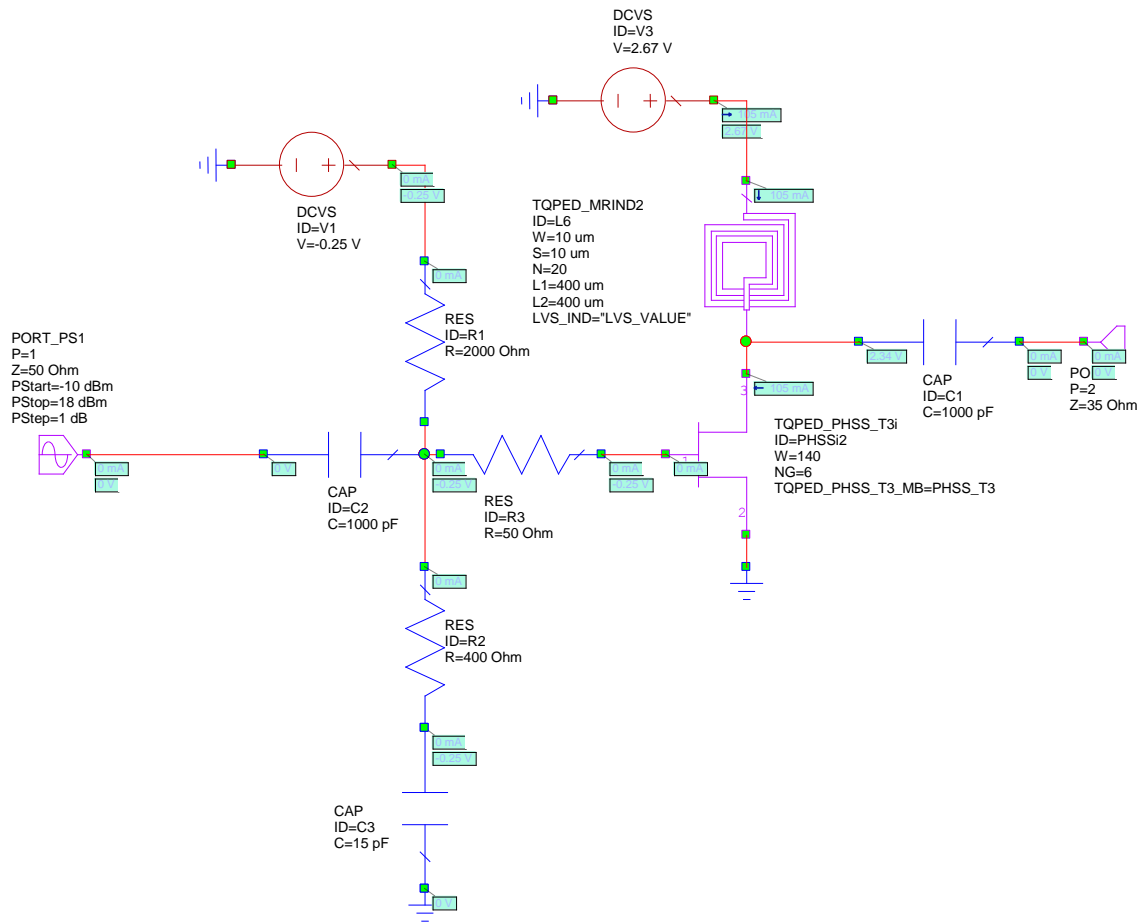 DCVS
ID=V3
V=2.67 V
105 mA
2.67 V
DCVS
ID=V1
V=-0.25 V
0 mA
-0.25 V
105 mA
TQPED_MRIND2
ID=L6
W=10 um
S=10 um
N=20
L1=400 um
L2=400 um
LVS_IND="LVS_VALUE"
0 mA
RES
ID=R1
R=2000 Ohm
PORT_PS1
P=1
Z=50 Ohm
PStart=-10 dBm
PStop=18 dBm
PStep=1 dB
2.34 V
0 mA
0 V
0 mA
0 V
CAP
ID=C1
C=1000 pF
PO
P=2
Z=35 Ohm
3
105 mA
TQPED_PHSS_T3i
ID=PHSSi2
W=140
NG=6
TQPED_PHSS_T3_MB=PHSS_T3
1
2
0 mA
0 V
0 V
CAP
ID=C2
C=1000 pF
0 mA
-0.25 V
RES
ID=R3
R=50 Ohm
0 mA
-0.25 V
0 mA
0 mA
RES
ID=R2
R=400 Ohm
0 mA
-0.25 V
CAP
ID=C3
C=15 pF
0 V